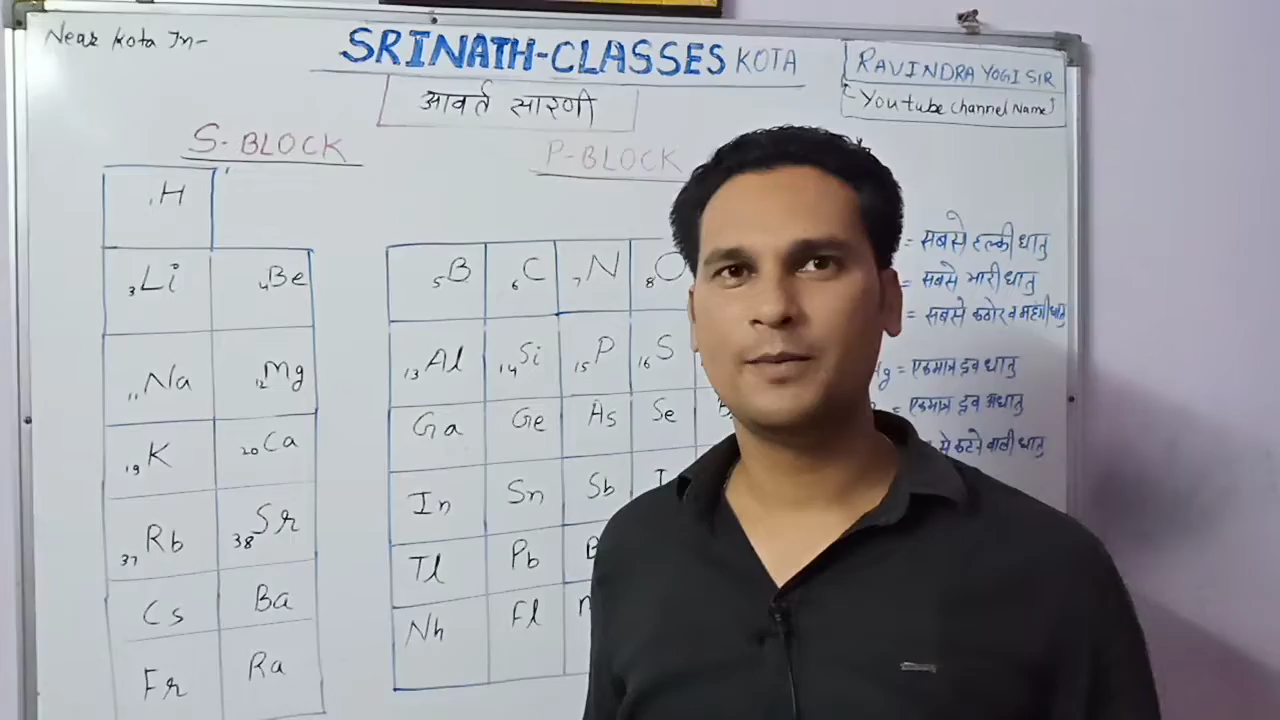 Near Kota In-
SRINATH-CLASSES KOTA
RAVINDRA YOGI SIR
(Youtube Channel Name)
आवर्त सारणी
S-BLOCK
P-BLOCK
1H
3Li 4Be
11Na 12Mg
19K 20Ca
37Rb 38Sr
Cs Ba
Fr Ra
5B 6C 7N 8O
13Al 14Si 15P 16S
Ga Ge As Se
In Sn Sb
Tl Pb
Nh Fl
= सबसे हल्की धातु
= सबसे भारी धातु
= सबसे कठोर व महंगी धातु
= एकमात्र द्रव धातु
= एकमात्र द्रव अधातु
से कटने वाली धातु